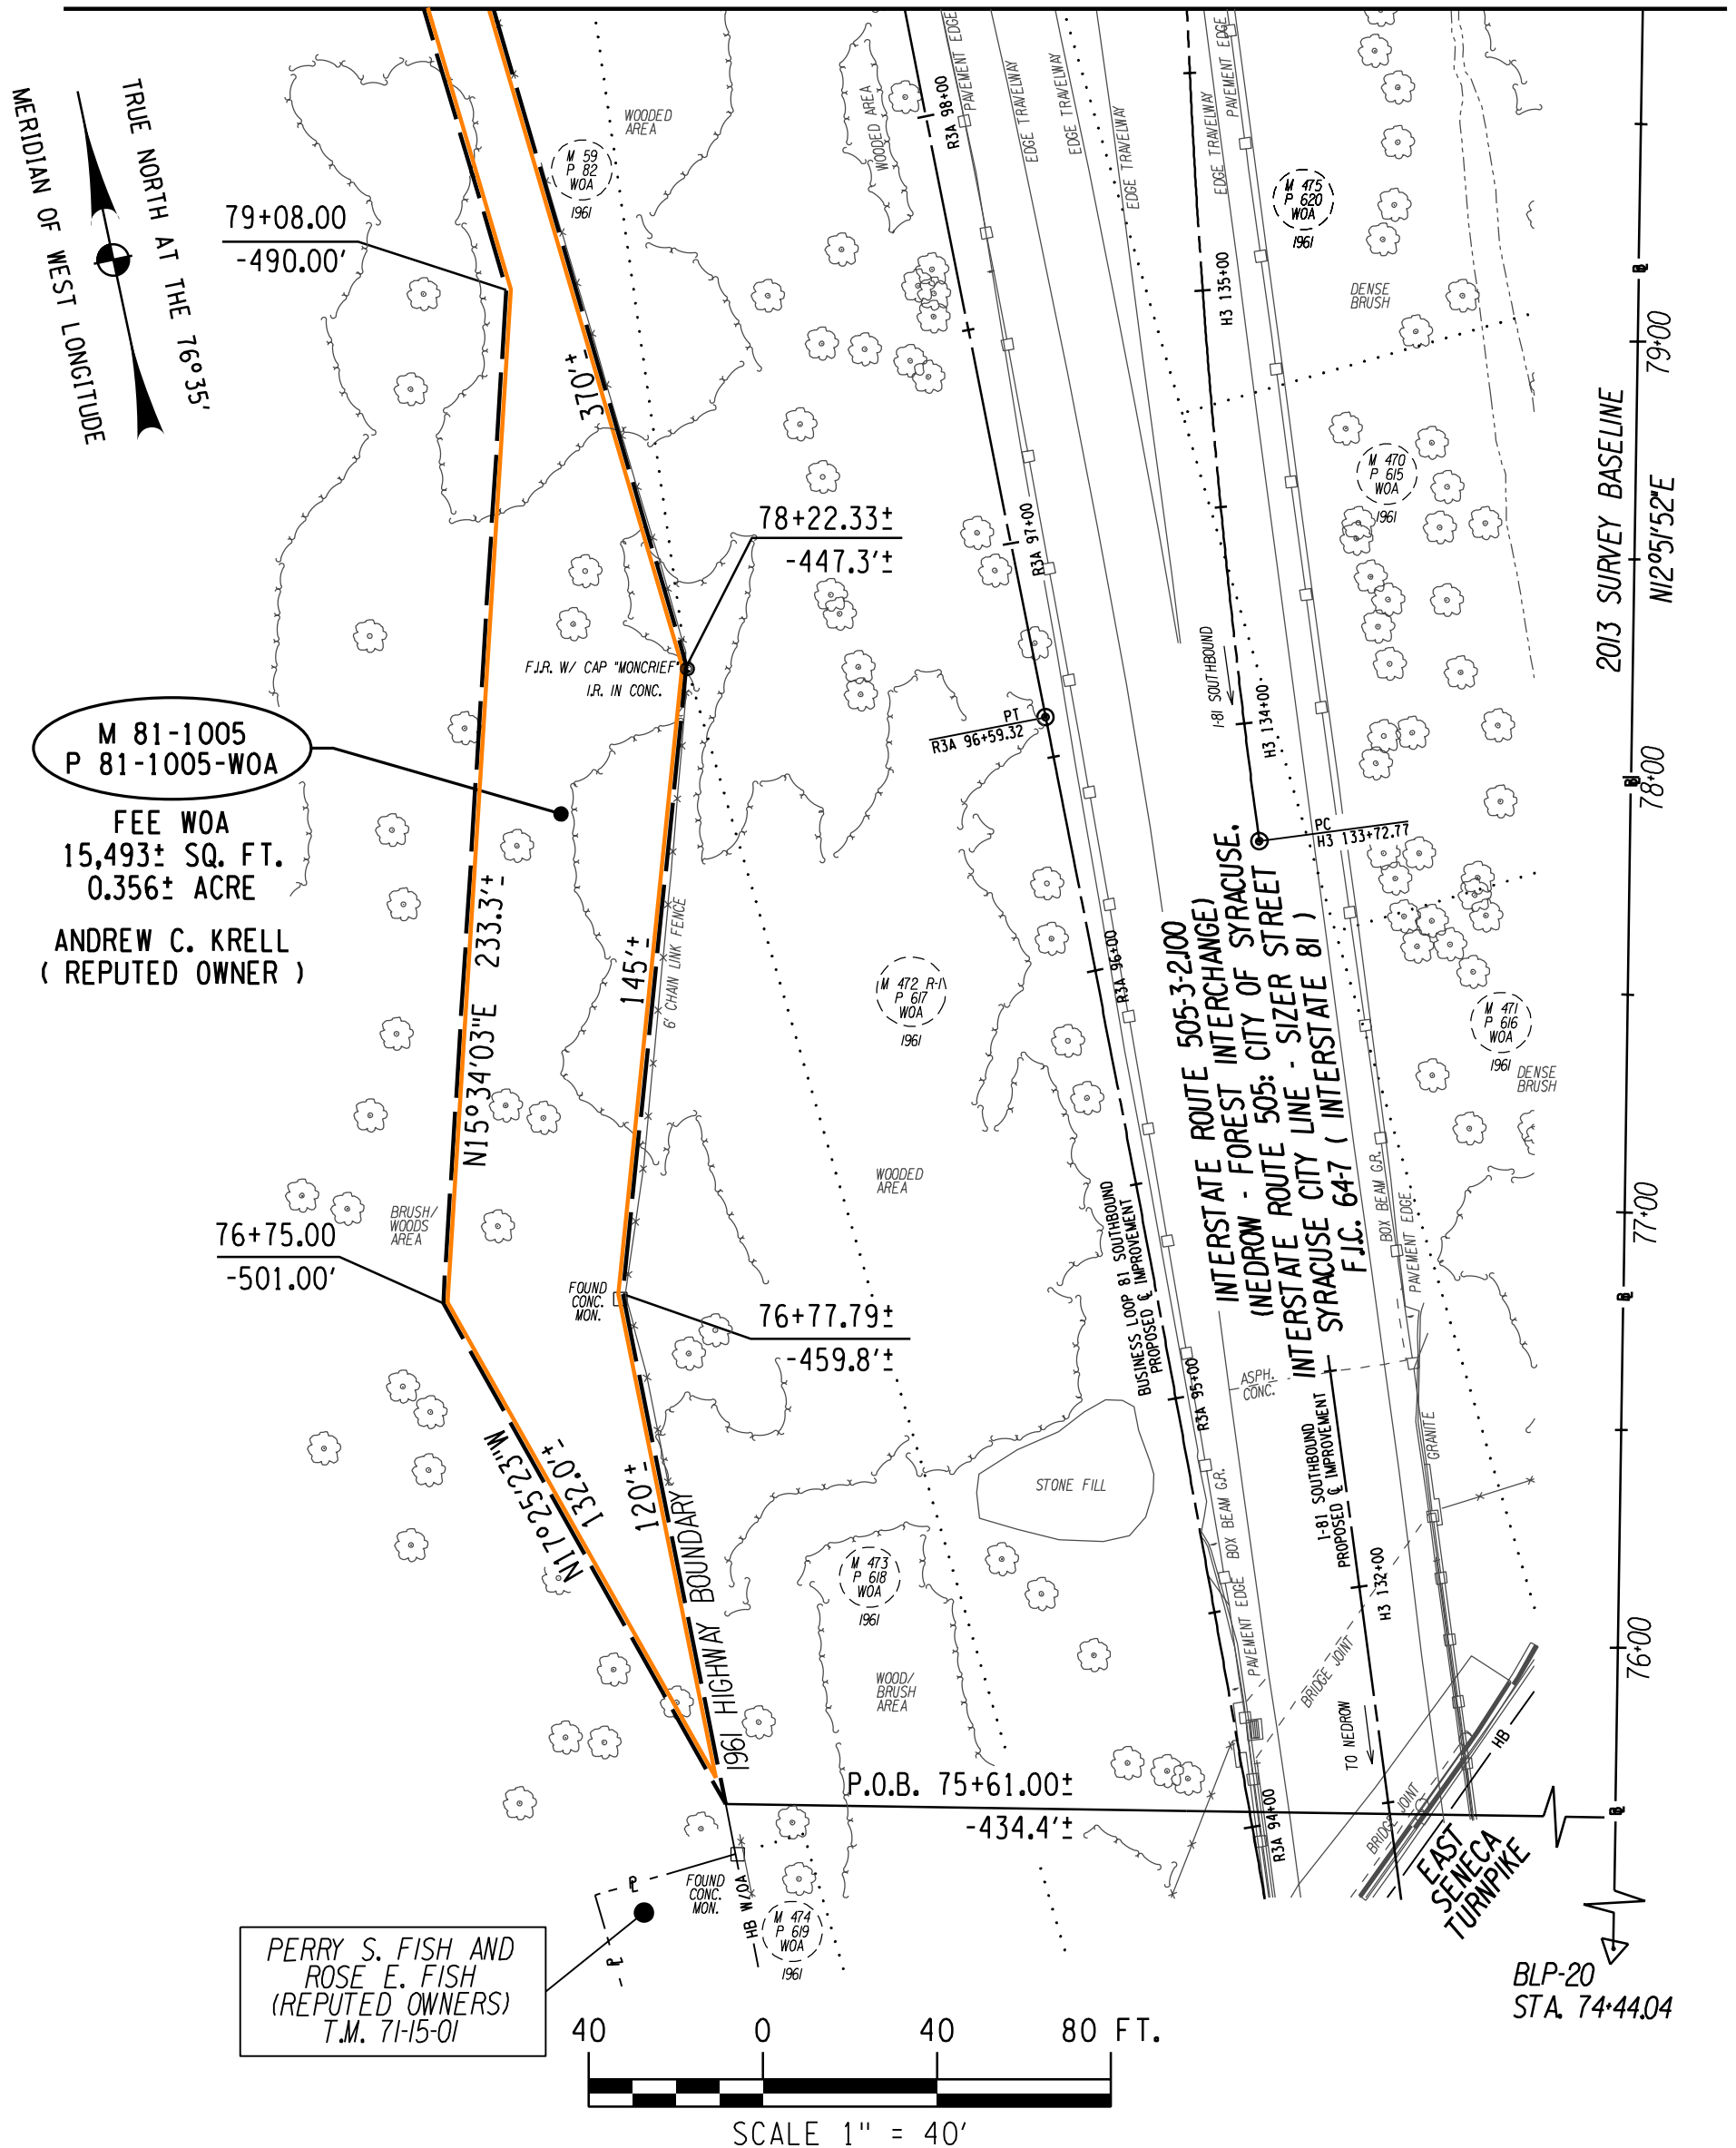 TRUE NORTH AT THE 76°35'
MERIDIAN OF WEST LONGITUDE
79+08.00
-490.00'
M 59
P 82
WOA
1961
WOODED
AREA
WOODED AREA
R3A 98+00
PAVEMENT EDGE
EDGE TRAVELWAY
EDGE TRAVELWAY
EDGE TRAVELWAY
EDGE TRAVELWAY
PAVEMENT EDGE
M 475
P 620
WOA
1961
H3 135+00
DENSE
BRUSH
79+00
370'±
78+22.33±
-447.3'±
R3A 97+00
M 470
P 615
WOA
1961
2013 SURVEY BASELINE
N12°51'52"E
F.I.R. W/ CAP "MONCRIEF"
I.R. IN CONC.
I-81 SOUTHBOUND
H3 134+00
PT
R3A 96+59.32
M 81-1005
P 81-1005-WOA
FEE WOA
15,493± SQ. FT.
0.356± ACRE
ANDREW C. KRELL
( REPUTED OWNER )
78+00
PC
H3 133+72.77
N15°34'03"E 233.3'±
145'±
6' CHAIN LINK FENCE
M 472 R-1
P 617
WOA
1961
R3A 96+00
INTERSTATE ROUTE 505-3-2.100
(NEDROW - FOREST INTERCHANGE)
INTERSTATE ROUTE 505: CITY OF SYRACUSE.
SYRACUSE CITY LINE - SIZER STREET
F.I.C. 64-7 ( INTERSTATE 81 )
M 471
P 616
WOA
1961
DENSE
BRUSH
WOODED
AREA
BRUSH/
WOODS
AREA
76+75.00
-501.00'
FOUND
CONC.
MON.
76+77.79±
-459.8'±
BUSINESS LOOP 81 SOUTHBOUND
PROPOSED ℄ IMPROVEMENT
BOX BEAM G.R.
PAVEMENT EDGE
77+00
R3A 95+00
ASPH.
CONC.
I-81 SOUTHBOUND
PROPOSED ℄ IMPROVEMENT
GRANITE
N17°25'23"W
132.0'±
120'±
1961 HIGHWAY BOUNDARY
STONE FILL
M 473
P 618
WOA
1961
BOX BEAM G.R.
PAVEMENT EDGE
H3 132+00
BRIDGE JOINT
76+00
WOOD/
BRUSH
AREA
TO NEDROW
HB
P.O.B. 75+61.00±
-434.4'±
R3A 94+00
BRIDGE JOINT
EAST
SENECA
TURNPIKE
FOUND
CONC.
MON.
HB W/OA
M 474
P 619
WOA
1961
PERRY S. FISH AND
ROSE E. FISH
(REPUTED OWNERS)
T.M. 71-15-01
BLP-20
STA. 74+44.04
40 0 40 80 FT.
SCALE 1" = 40'